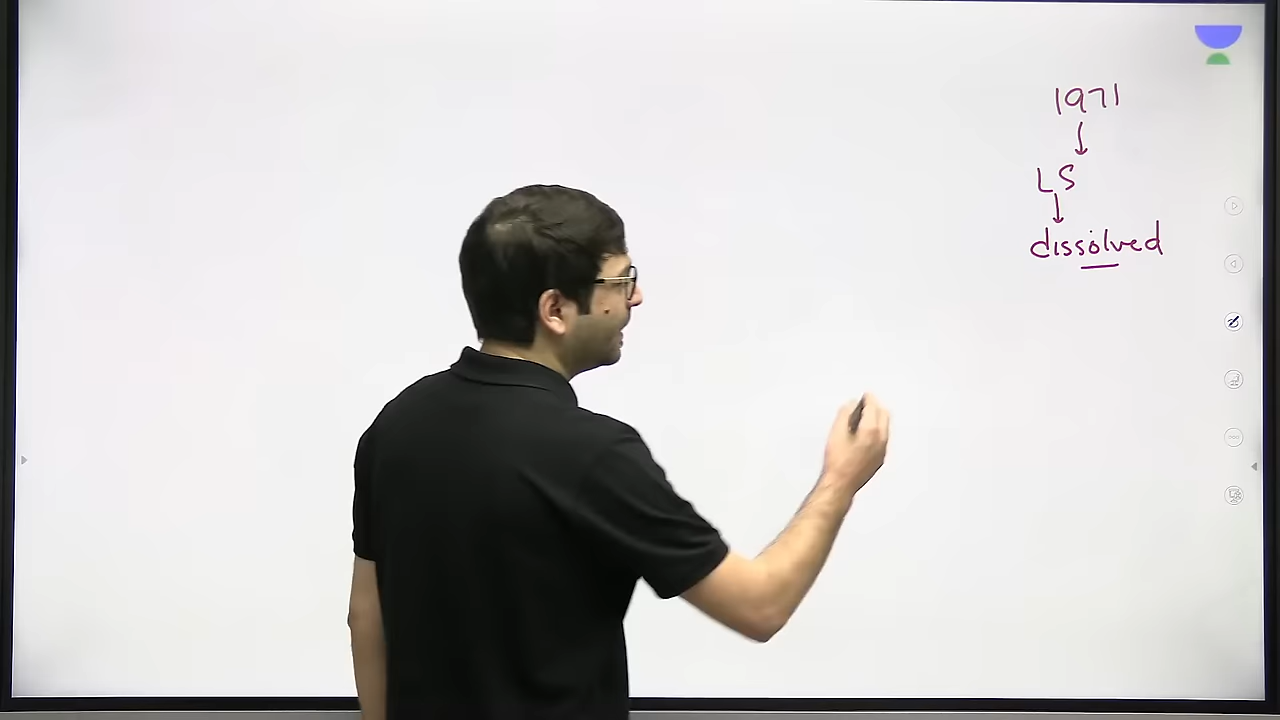 1971
↓
LS
↓
dissolved